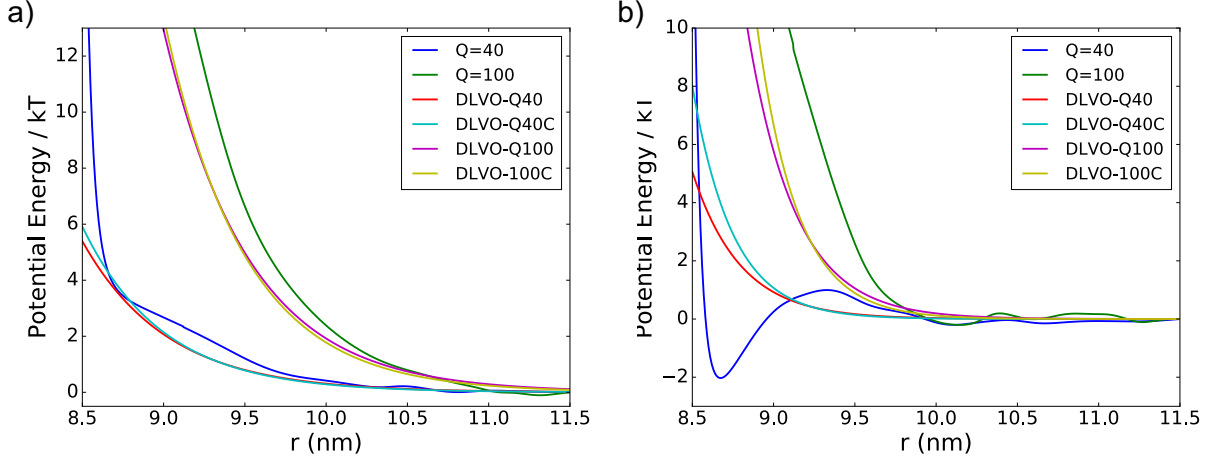 a)
Potential Energy / kT
12
10
8
6
4
2
0
8.5 9.0 9.5 10.0 10.5 11.0 11.5
r (nm)
Q=40
Q=100
DLVO-Q40
DLVO-Q40C
DLVO-Q100
DLVO-100C
b)
Potential Energy / kI
10
8
6
4
2
0
−2
8.5 9.0 9.5 10.0 10.5 11.0 11.5
r (nm)
Q=40
Q=100
DLVO-Q40
DLVO-Q40C
DLVO-Q100
DLVO-100C